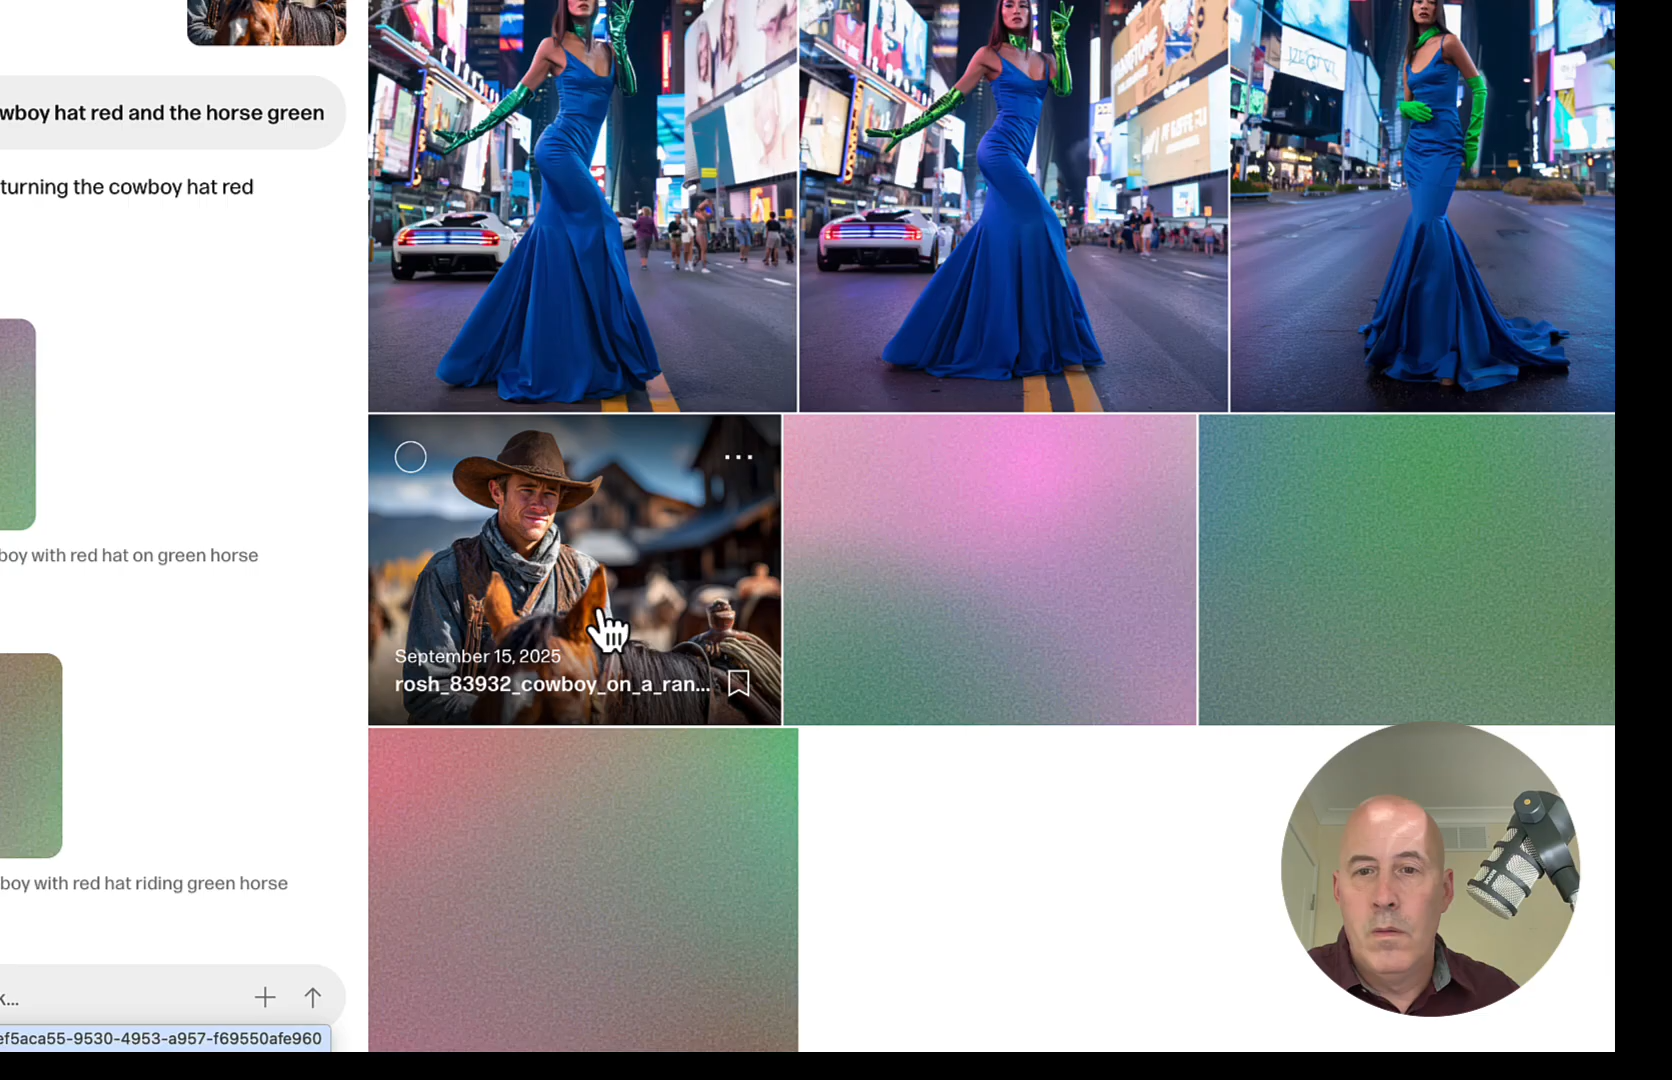 wboy hat red and the horse green
turning the cowboy hat red
boy with red hat on green horse
boy with red hat riding green horse
k...
ef5aca55-9530-4953-a957-f69550afe960
September 15, 2025
rosh_83932_cowboy_on_a_ran...